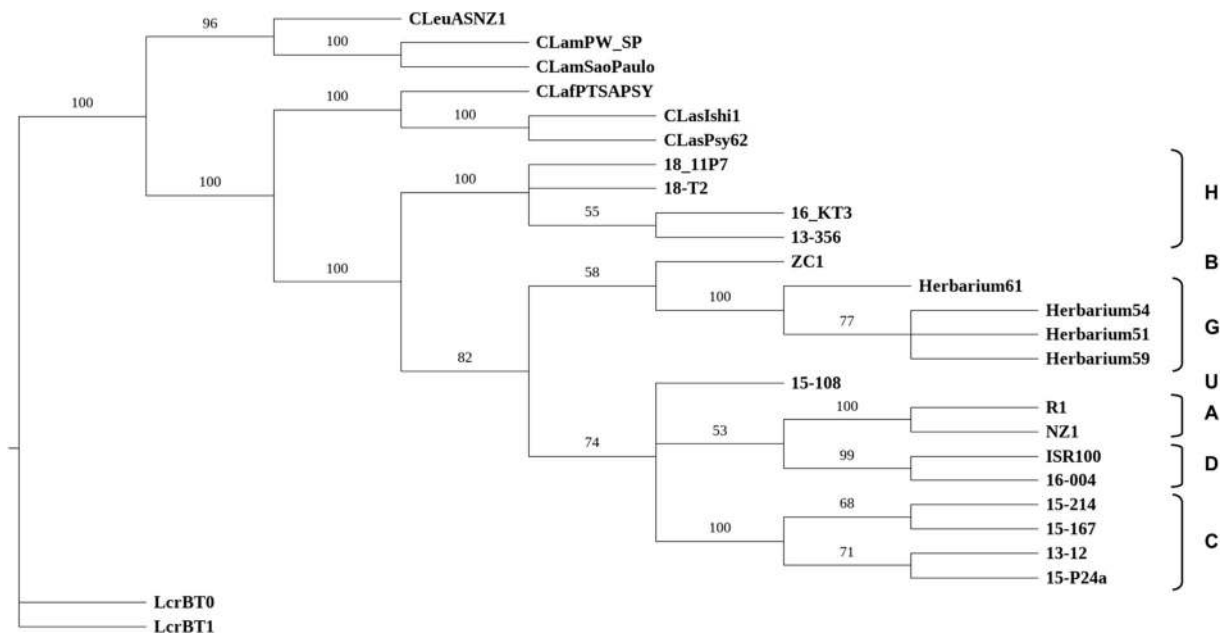 CLeuASNZ1
96
CLamPW_SP
100
CLamSaoPaulo
CLafPTSAPSY
100
100
CLasIshi1
100
CLasPsy62
18_11P7
H
100
18-T2
100
16_KT3
55
13-356
ZC1
B
58
100
Herbarium61
100
Herbarium54
G
77
Herbarium51
82
Herbarium59
15-108
U
R1
A
100
53
NZ1
74
ISR100
D
99
16-004
15-214
68
15-167
100
C
13-12
71
15-P24a
LcrBT0
LcrBT1